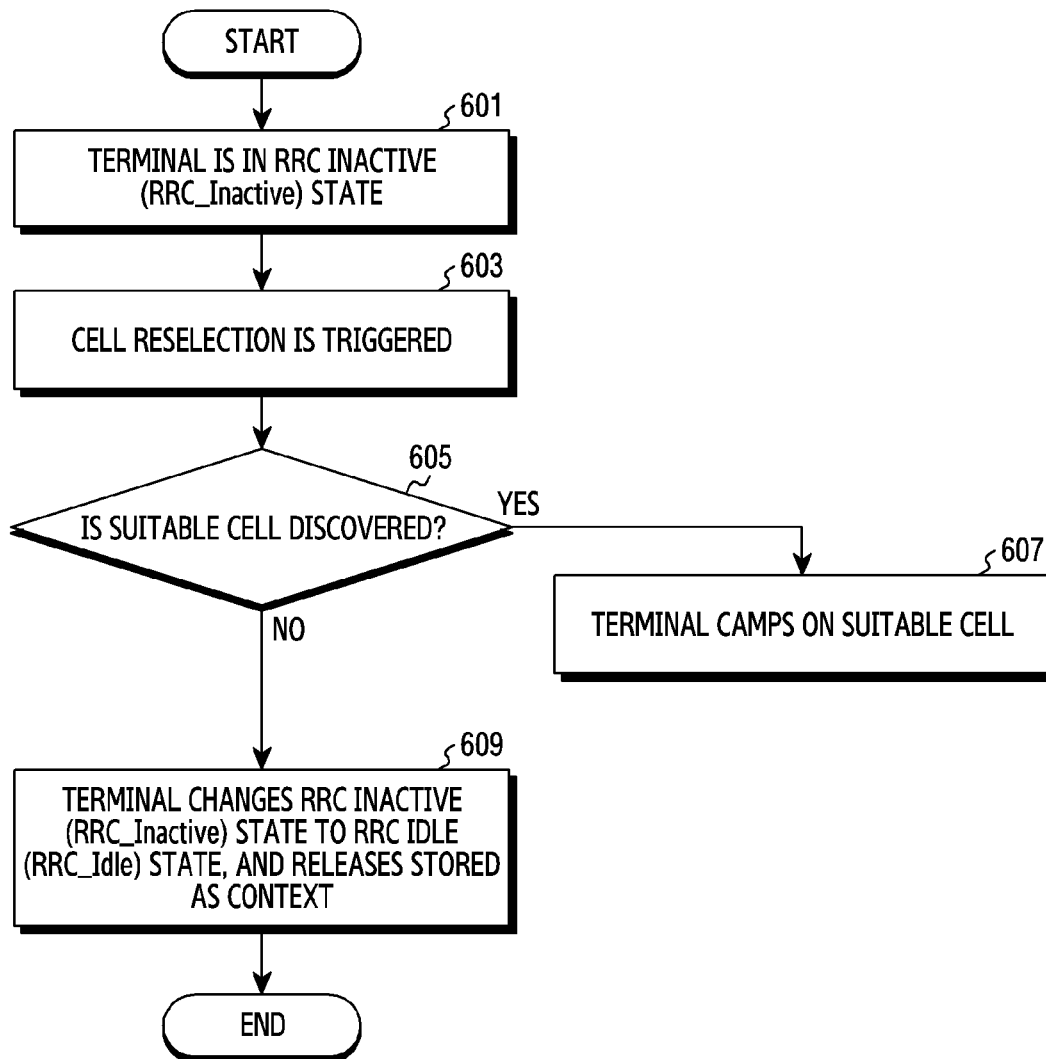 START
601
TERMINAL IS IN RRC INACTIVE
(RRC_Inactive) STATE
603
CELL RESELECTION IS TRIGGERED
605
IS SUITABLE CELL DISCOVERED?
YES
607
TERMINAL CAMPS ON SUITABLE CELL
NO
609
TERMINAL CHANGES RRC INACTIVE
(RRC_Inactive) STATE TO RRC IDLE
(RRC_Idle) STATE, AND RELEASES STORED
AS CONTEXT
END